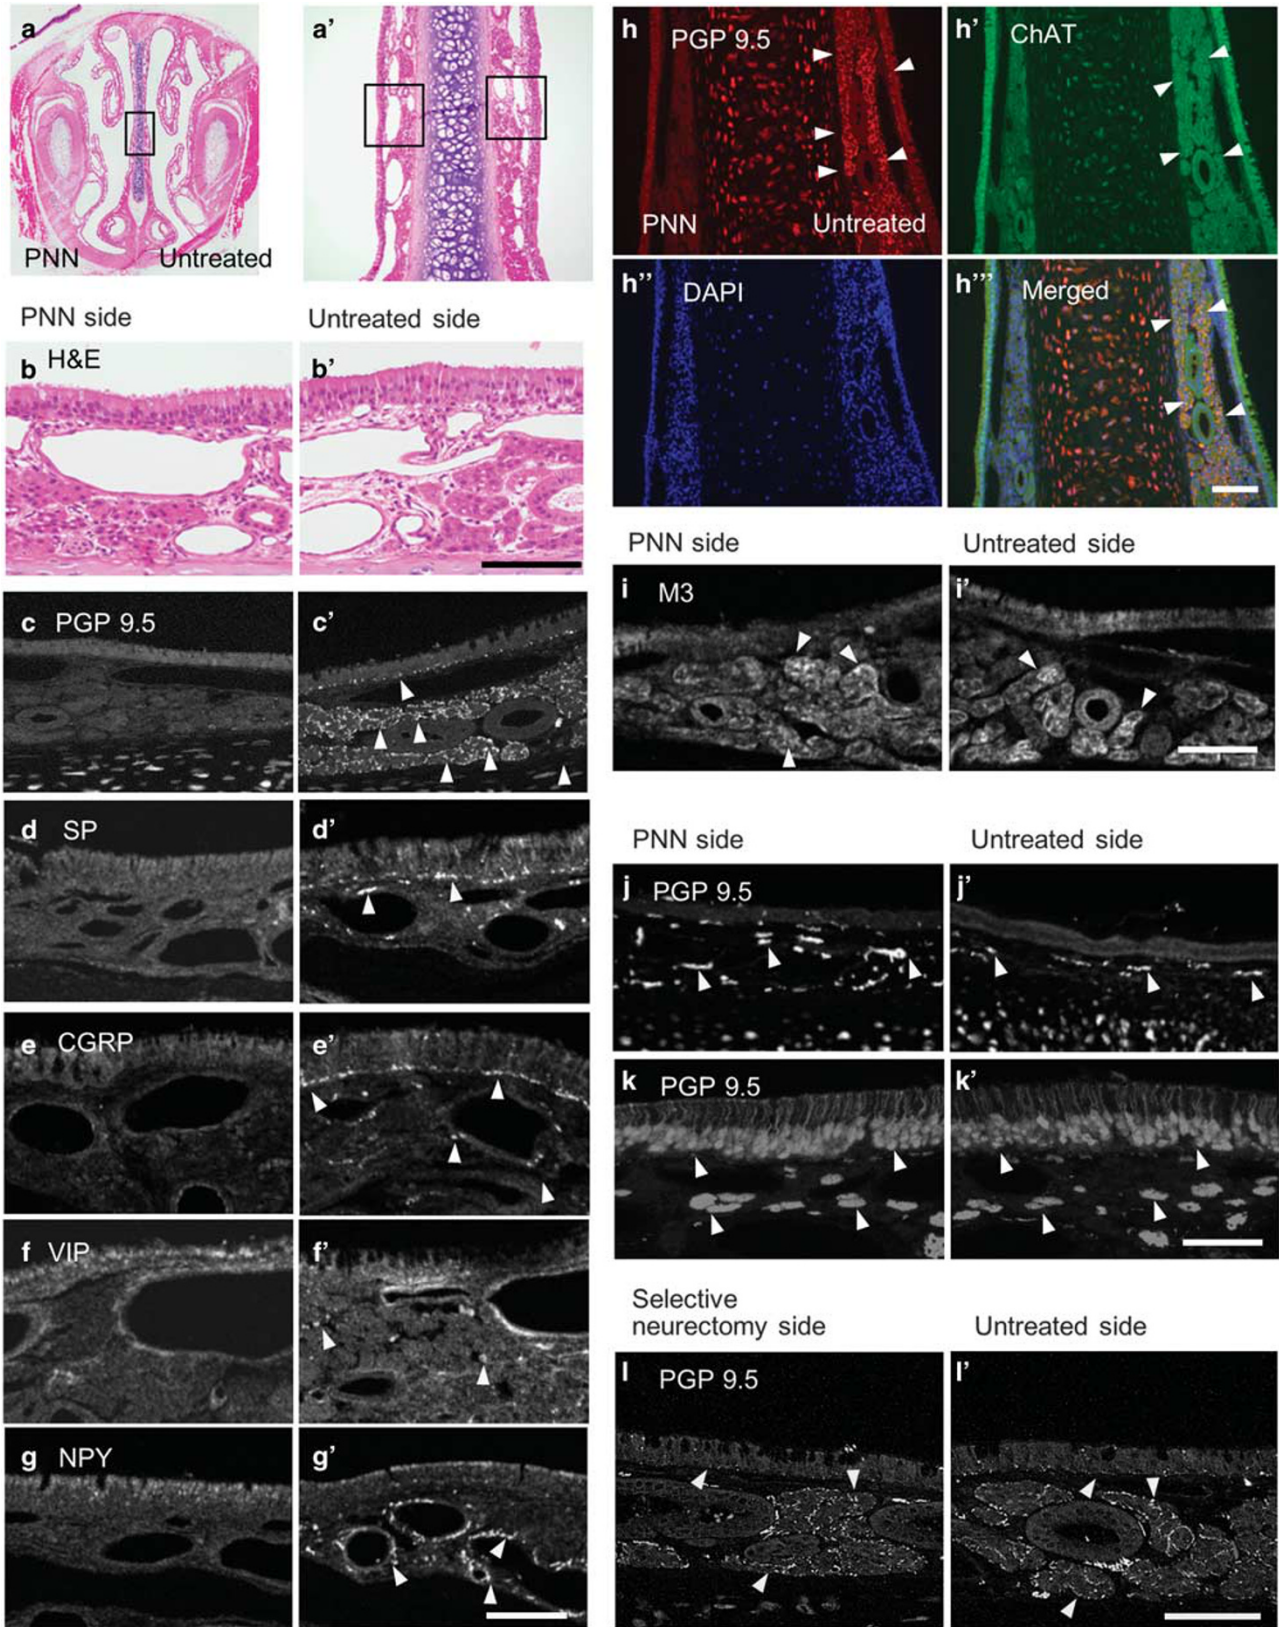 a
PNN
Untreated
a'
PNN side
Untreated side
b H&E
b'
c PGP 9.5
c'
d SP
d'
e CGRP
e'
f VIP
f'
g NPY
g'
h PGP 9.5
PNN
Untreated
h' ChAT
h'' DAPI
h''' Merged
PNN side
Untreated side
i M3
i'
PNN side
Untreated side
j PGP 9.5
j'
k PGP 9.5
k'
Selective
neurectomy side
Untreated side
l PGP 9.5
l'